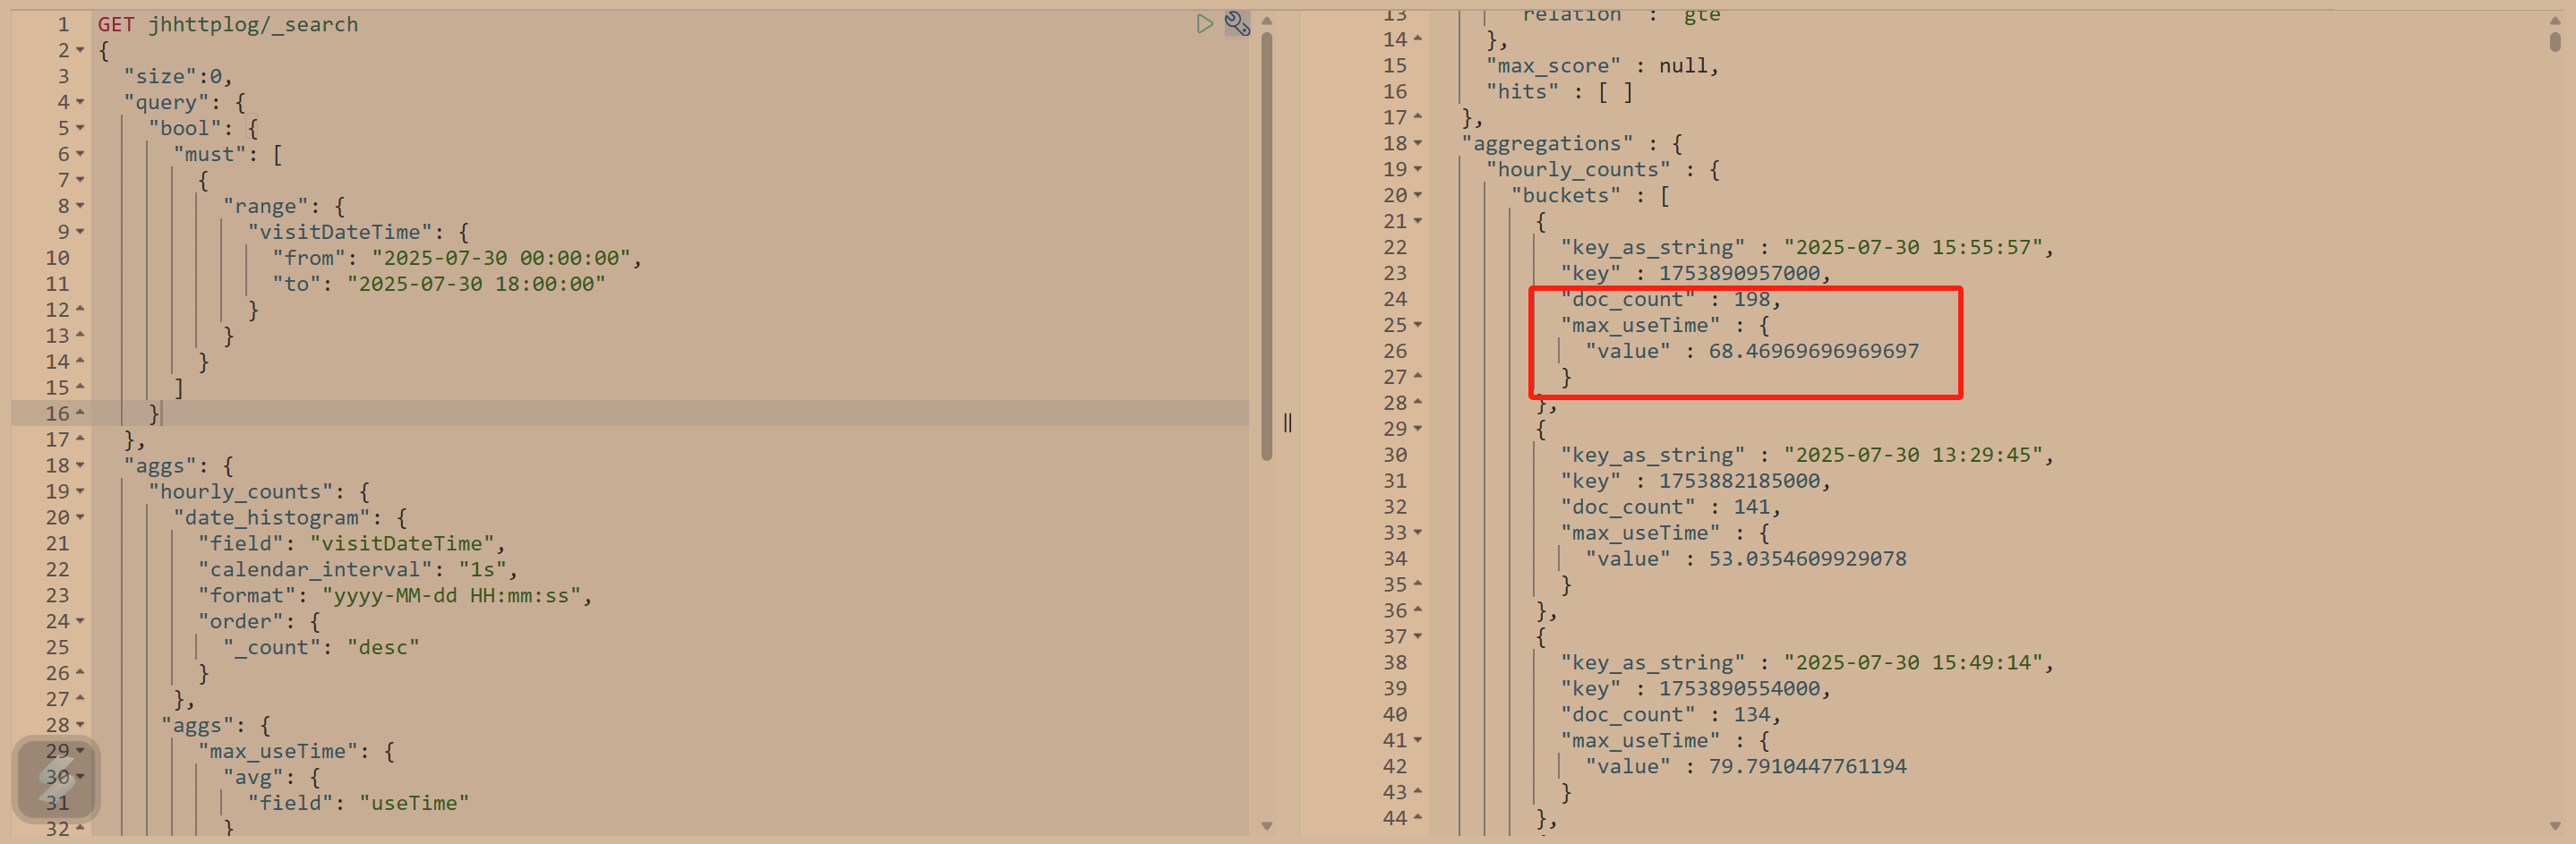 1 GET jhhttplog/_search
2 {
3 "size":0,
4 "query": {
5 "bool": {
6 "must": [
7 {
8 "range": {
9 "visitDateTime": {
10 "from": "2025-07-30 00:00:00",
11 "to": "2025-07-30 18:00:00"
12 }
13 }
14 }
15 ]
16 }
17 },
18 "aggs": {
19 "hourly_counts": {
20 "date_histogram": {
21 "field": "visitDateTime",
22 "calendar_interval": "1s",
23 "format": "yyyy-MM-dd HH:mm:ss",
24 "order": {
25 "_count": "desc"
26 }
27 },
28 "aggs": {
29 "max_useTime": {
30 "avg": {
31 "field": "useTime"
32 }
13 "relation" : "gte"
14 },
15 "max_score" : null,
16 "hits" : [ ]
17 },
18 "aggregations" : {
19 "hourly_counts" : {
20 "buckets" : [
21 {
22 "key_as_string" : "2025-07-30 15:55:57",
23 "key" : 1753890957000,
24 "doc_count" : 198,
25 "max_useTime" : {
26 "value" : 68.46969696969697
27 }
28 },
29 {
30 "key_as_string" : "2025-07-30 13:29:45",
31 "key" : 1753882185000,
32 "doc_count" : 141,
33 "max_useTime" : {
34 "value" : 53.0354609929078
35 }
36 },
37 {
38 "key_as_string" : "2025-07-30 15:49:14",
39 "key" : 1753890554000,
40 "doc_count" : 134,
41 "max_useTime" : {
42 "value" : 79.7910447761194
43 }
44 },